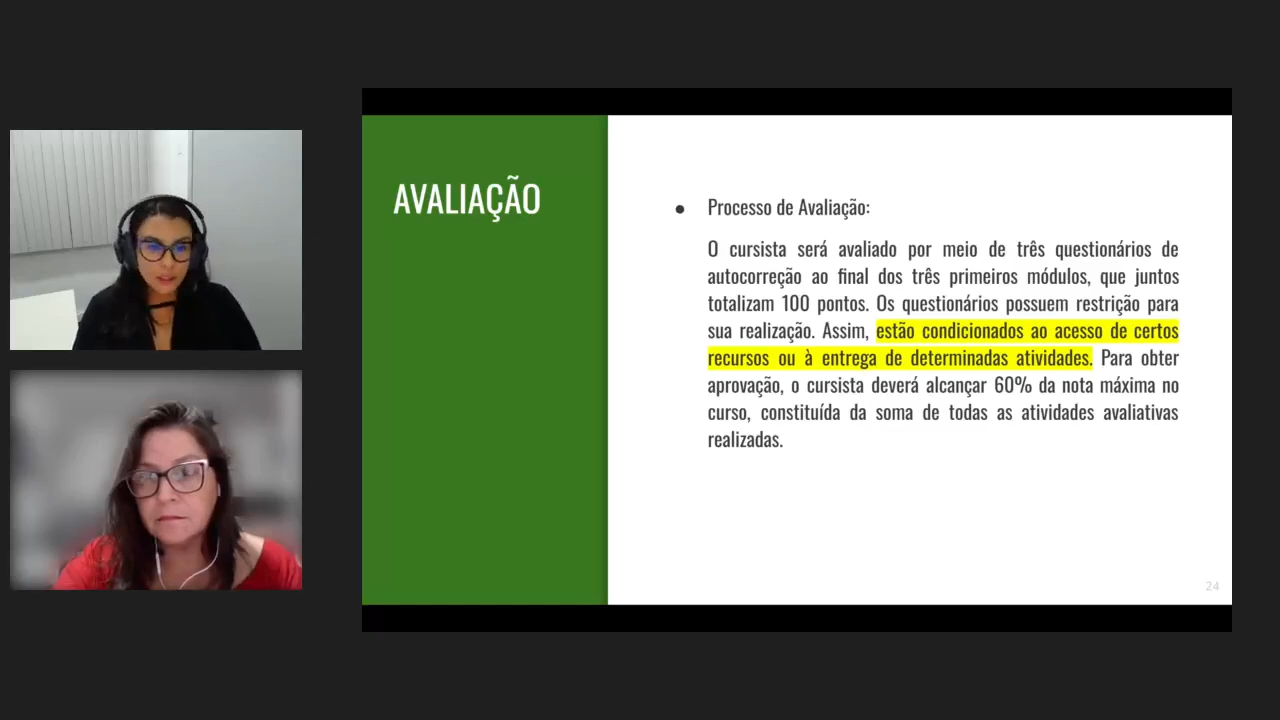 AVALIAÇÃO
● Processo de Avaliação:
O cursista será avaliado por meio de três questionários de
autocorreção ao final dos três primeiros módulos, que juntos
totalizam 100 pontos. Os questionários possuem restrição para
sua realização. Assim, estão condicionados ao acesso de certos
recursos ou à entrega de determinadas atividades. Para obter
aprovação, o cursista deverá alcançar 60% da nota máxima no
curso, constituída da soma de todas as atividades avaliativas
realizadas.
24